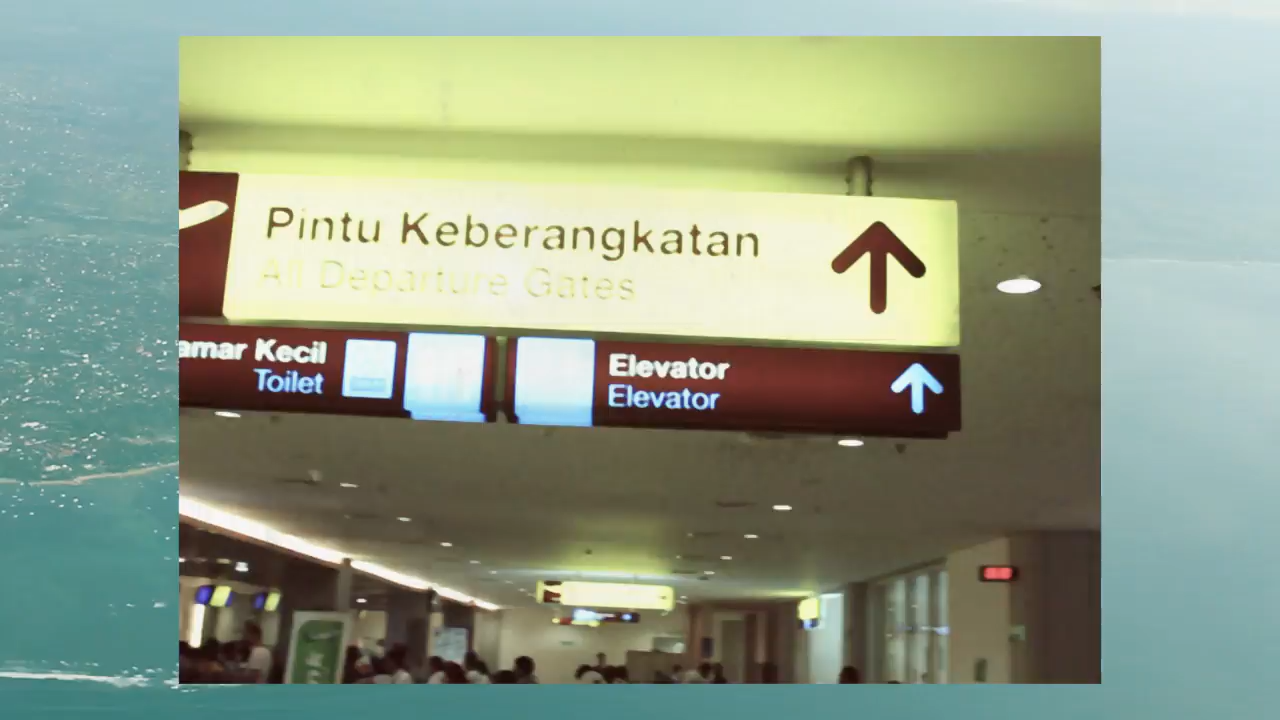 Pintu Keberangkatan
All Departure Gates
amar Kecil
Toilet
Elevator
Elevator